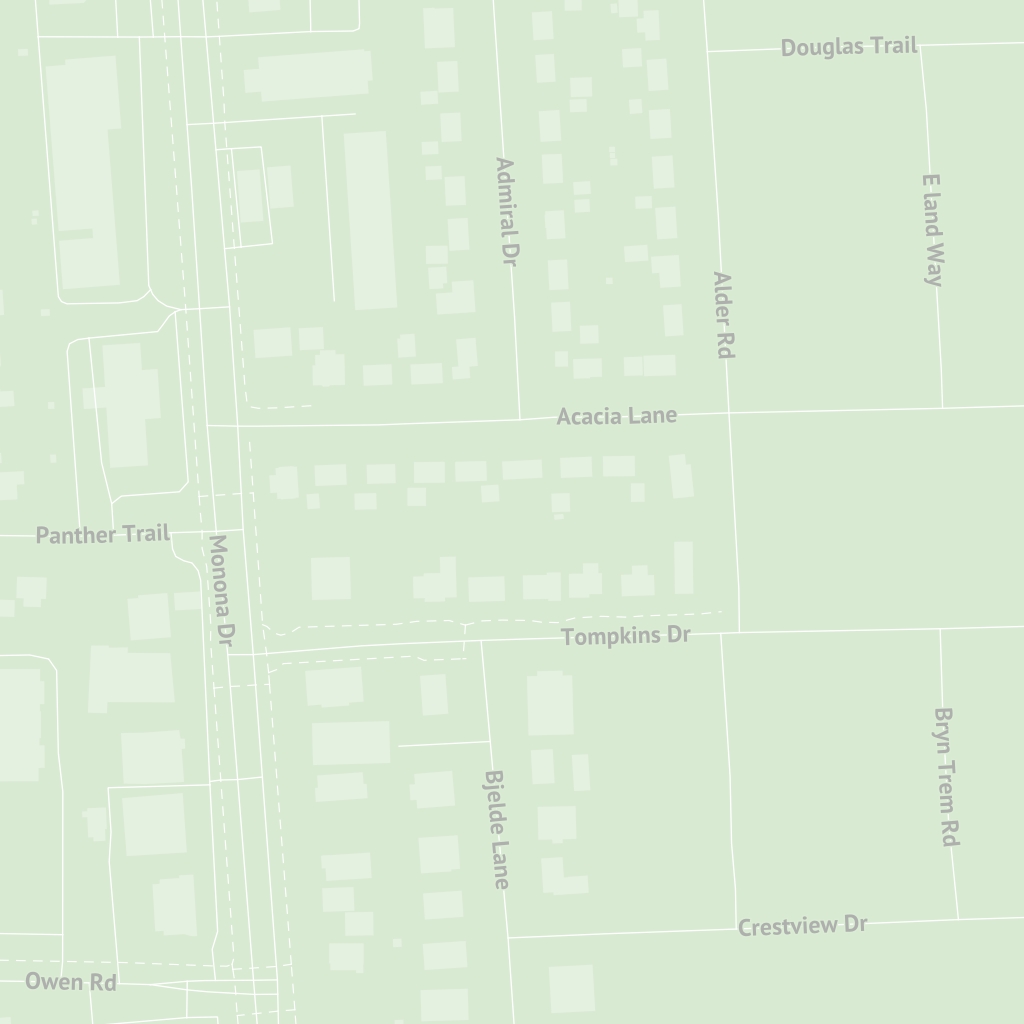 Douglas Trail
Admiral Dr
E land Way
Alder Rd
Acacia Lane
Panther Trail
Monona Dr
Tompkins Dr
Bryn Trem Rd
Bjelde Lane
Crestview Dr
Owen Rd